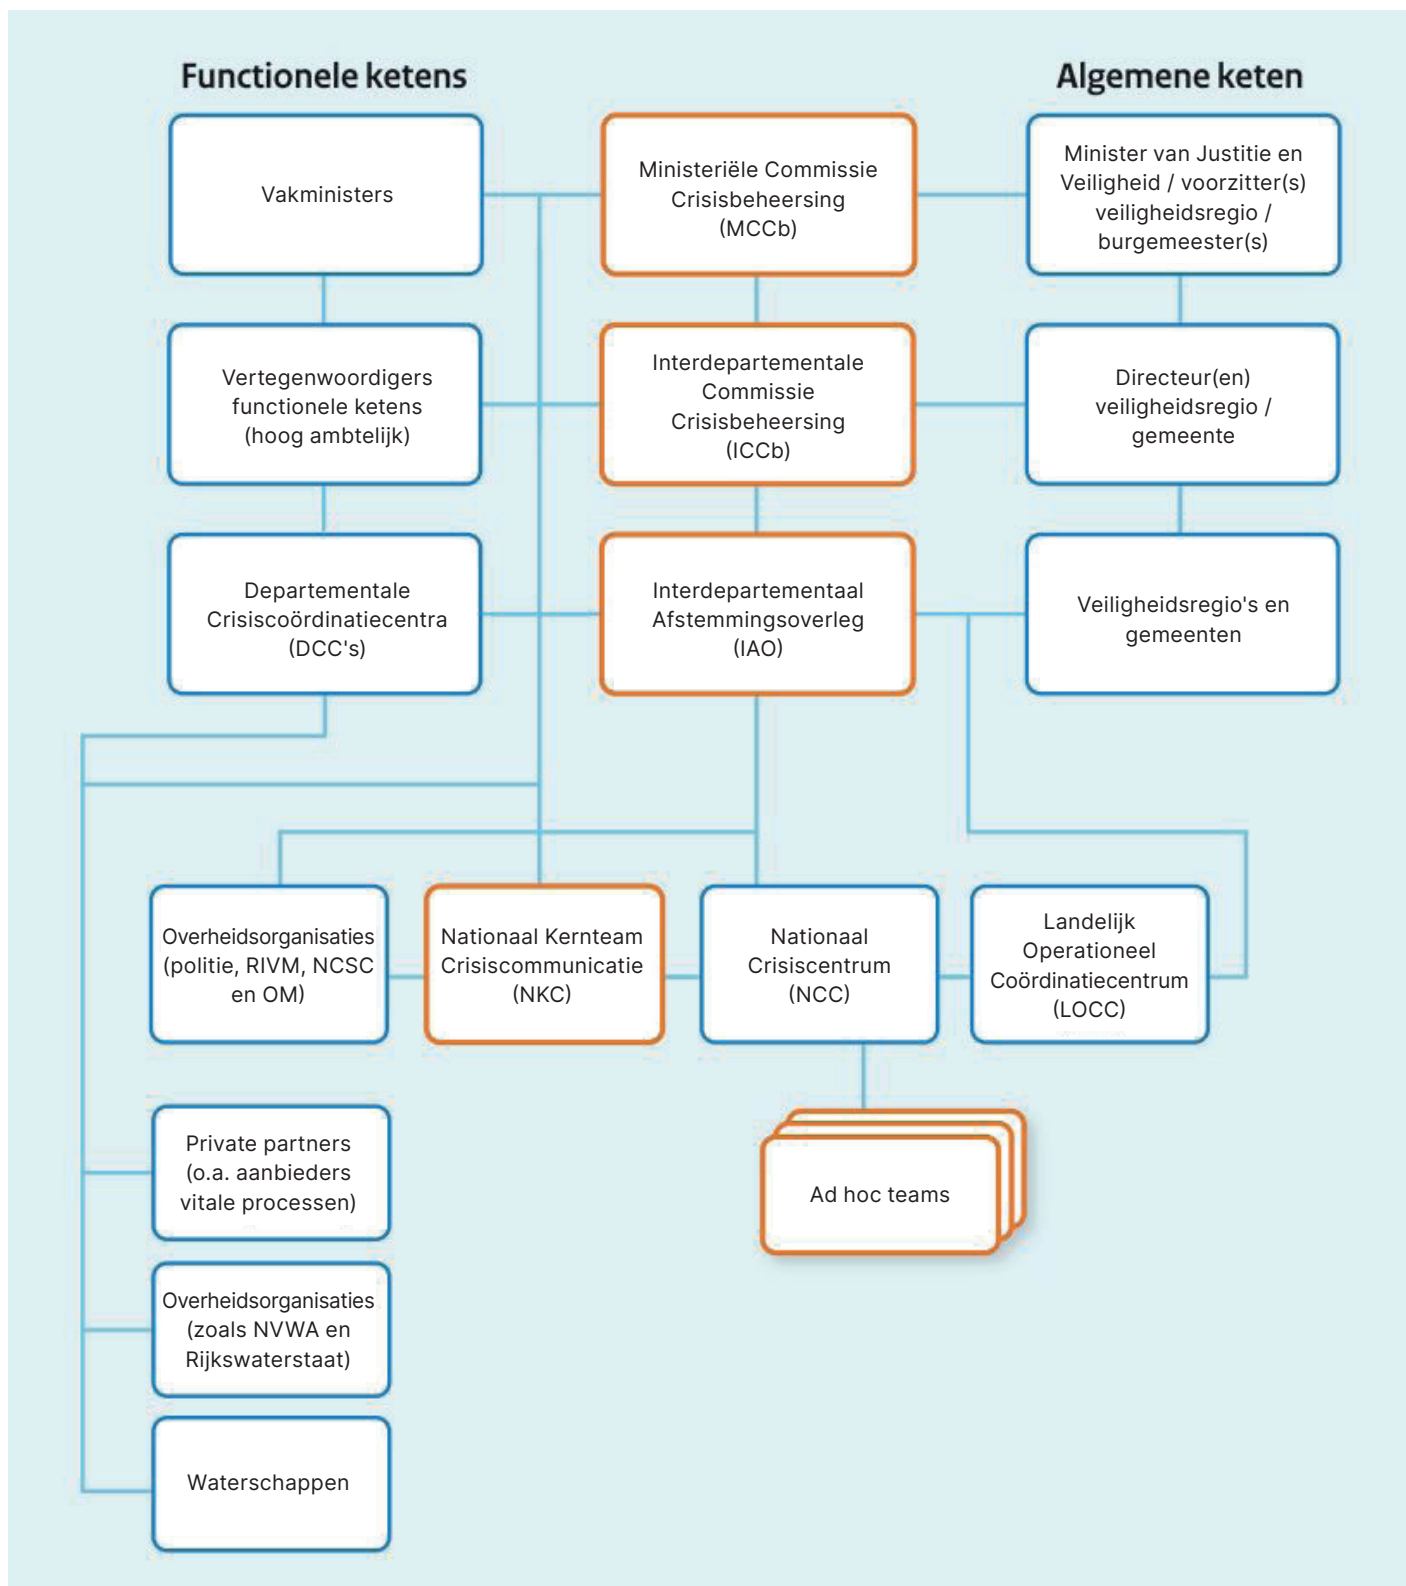 Functionele ketens
Algemene keten
Vakministers
Ministeriële Commissie
Crisisbeheersing
(MCCb)
Minister van Justitie en
Veiligheid / voorzitter(s)
veiligheidsregio /
burgemeester(s)
Vertegenwoordigers
functionele ketens
(hoog ambtelijk)
Interdepartementale
Commissie
Crisisbeheersing
(ICCb)
Directeur(en)
veiligheidsregio /
gemeente
Departementale
Crisiscoördinatiecentra
(DCC's)
Interdepartementaal
Afstemmingsoverleg
(IAO)
Veiligheidsregio's en
gemeenten
Overheidsorganisaties
(politie, RIVM, NCSC
en OM)
Nationaal Kernteam
Crisiscommunicatie
(NKC)
Nationaal
Crisiscentrum
(NCC)
Landelijk
Operationeel
Coördinatiecentrum
(LOCC)
Private partners
(o.a. aanbieders
vitale processen)
Ad hoc teams
Overheidsorganisaties
(zoals NVWA en
Rijkswaterstaat)
Waterschappen